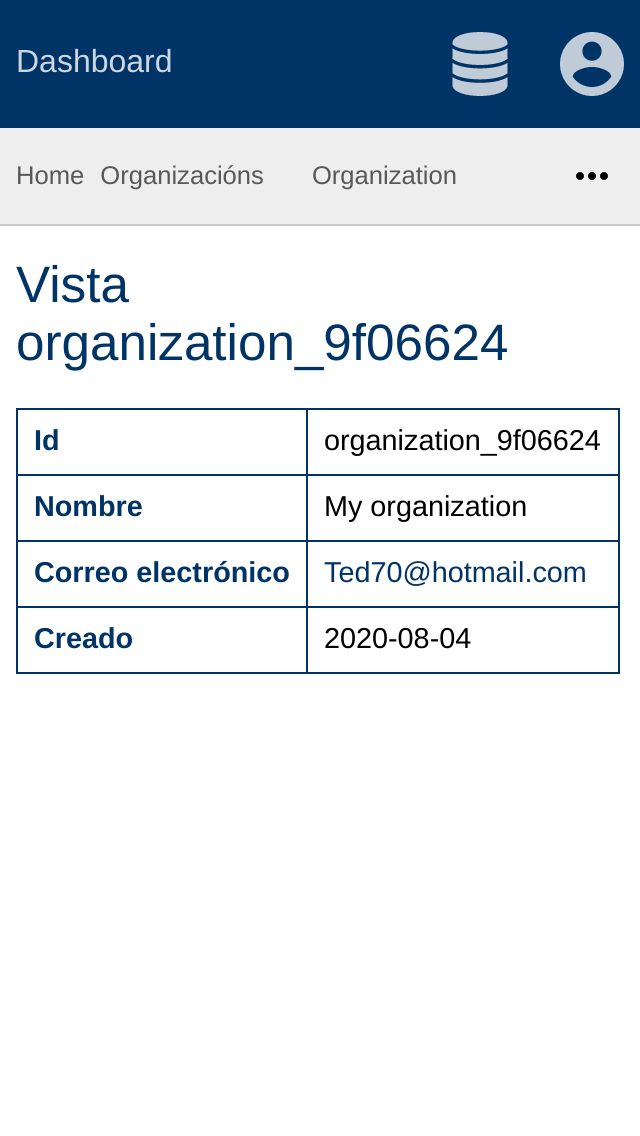 Dashboard
Home Organizacións Organization
Vista
organization_9f06624
Id organization_9f06624
Nombre My organization
Correo electrónico Ted70@hotmail.com
Creado 2020-08-04